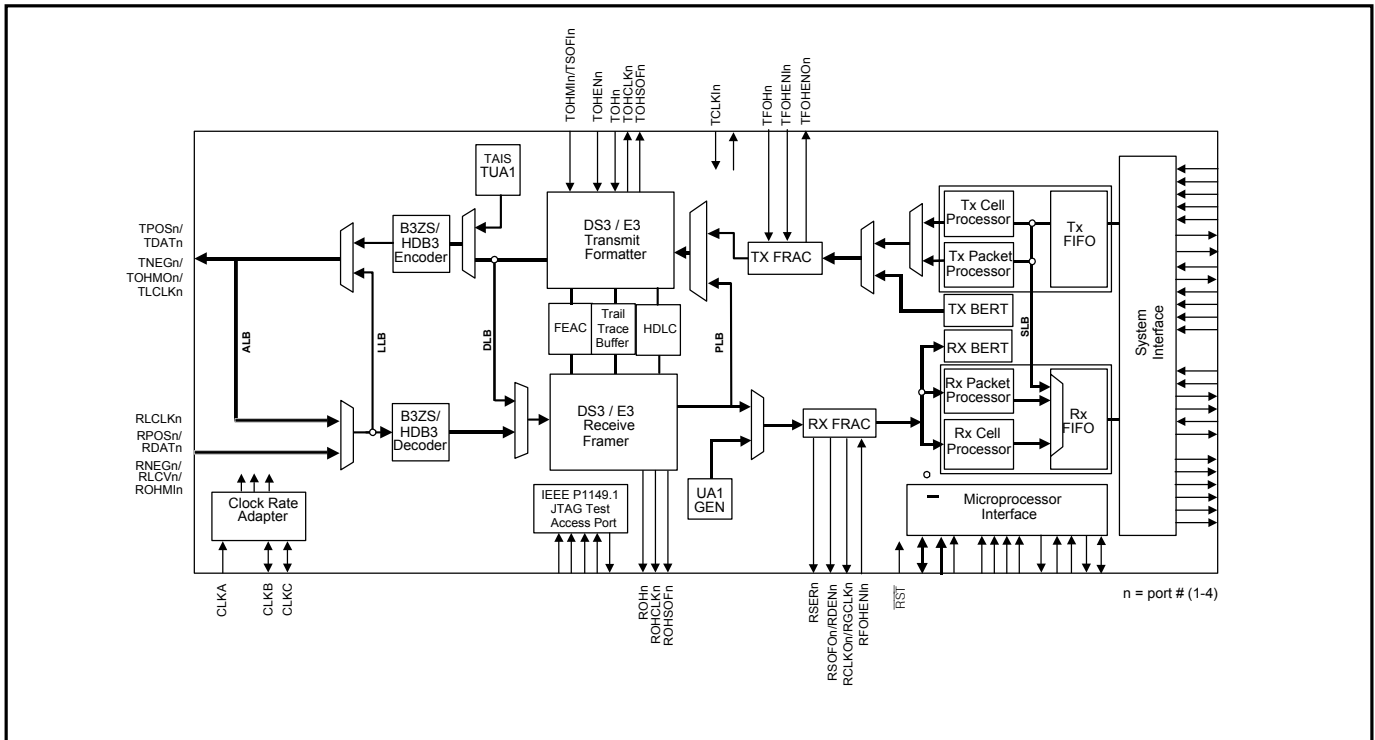 TOHMIn/TSOFIn
TOHENn
TOHn
TOHCLKn
TOHSOFn
TCLKIn
TFOHn
TFOHENIn
TFOHENOn
TAIS
TUA1
TPOSn/
TDATn
TNEGn/
TOHMOn/
TLCLKn
B3ZS/
HDB3
Encoder
DS3 / E3
Transmit
Formatter
TX FRAC
Tx Cell
Processor
Tx Packet
Processor
Tx
FIFO
TX BERT
System
Interface
ALB
LLB
DLB
FEAC
Trail
Trace
Buffer
HDLC
PLB
SLB
RX BERT
RLCLKn
RPOSn/
RDATn
RNEGn/
RLCVn/
ROHMIn
B3ZS/
HDB3
Decoder
DS3 / E3
Receive
Framer
RX FRAC
Rx Packet
Processor
Rx Cell
Processor
Rx
FIFO
Clock Rate
Adapter
IEEE P1149.1
JTAG Test
Access Port
UA1
GEN
Microprocessor
Interface
CLKA
CLKB
CLKC
ROHn
ROHCLKn
ROHSOFn
RSERn
RSOFOn/RDENn
RCLKOn/RGCLKn
RFOHENIn
RST
n = port # (1-4)